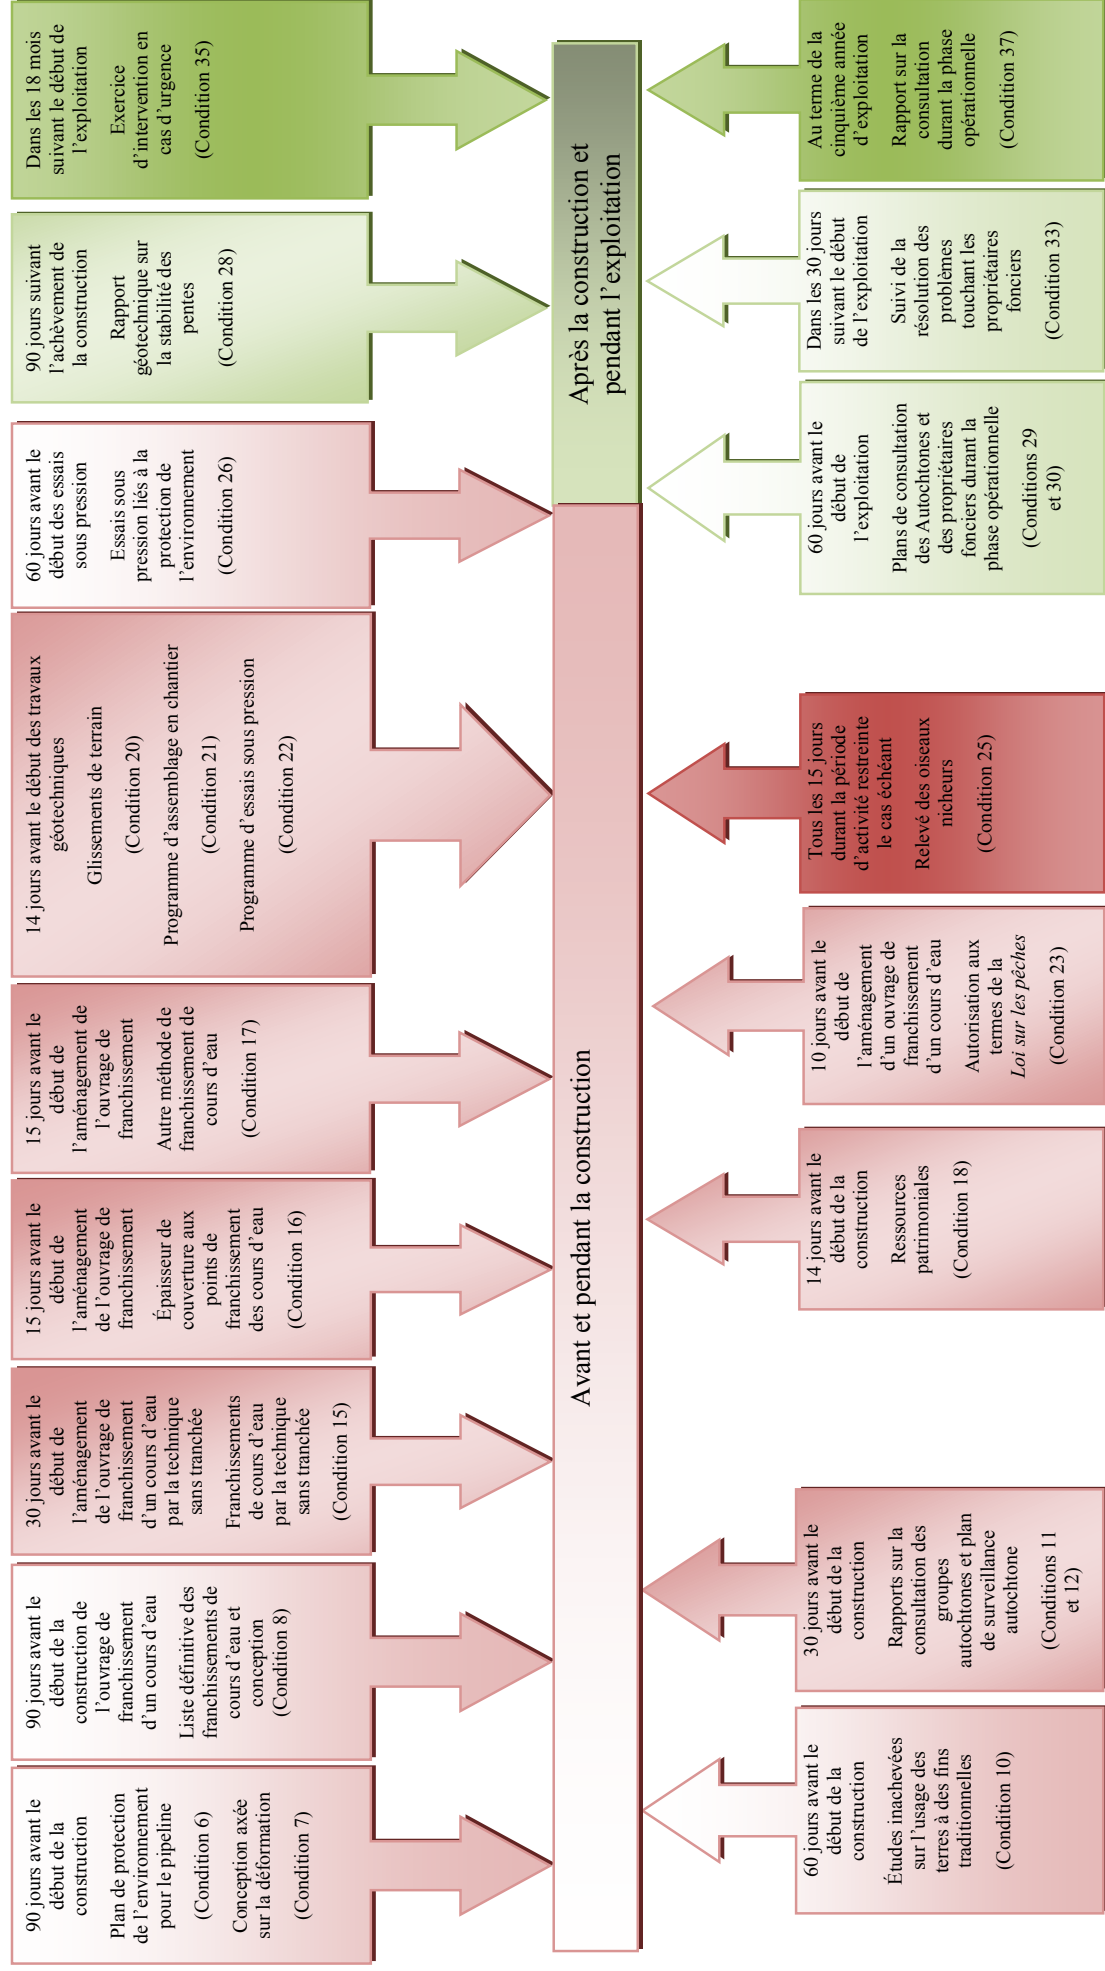 90 jours avant le
début de la
construction
Plan de protection
de l'environnement
pour le pipeline
(Condition 6)
Conception axée
sur la déformation
(Condition 7)
90 jours avant le
début de la
construction de
l'ouvrage de
franchissement
d'un cours d'eau
Liste définitive des
franchissements de
cours d'eau et
conception
(Condition 8)
30 jours avant le
début de
l'aménagement
de l'ouvrage de
franchissement
d'un cours d'eau
par la technique
sans tranchée
Franchissements
de cours d'eau
par la technique
sans tranchée
(Condition 15)
15 jours avant le
début de
l'aménagement
de l'ouvrage de
franchissement
Épaisseur de
couverture aux
points de
franchissement
des cours d'eau
(Condition 16)
15 jours avant le
début de
l'aménagement de
l'ouvrage de
franchissement
Autre méthode de
franchissement de
cours d'eau
(Condition 17)
14 jours avant le début des travaux
géotechniques
Glissements de terrain
(Condition 20)
Programme d'assemblage en chantier
(Condition 21)
Programme d'essais sous pression
(Condition 22)
60 jours avant le
début des essais
sous pression
Essais sous
pression liés à la
protection de
l'environnement
(Condition 26)
90 jours suivant
l'achèvement de
la construction
Rapport
géotechnique sur
la stabilité des
pentes
(Condition 28)
Dans les 18 mois
suivant le début de
l'exploitation
Exercice
d'intervention en
cas d'urgence
(Condition 35)
Avant et pendant la construction
Après la construction et
pendant l'exploitation
60 jours avant le
début de la
construction
Études inachevées
sur l'usage des
terres à des fins
traditionnelles
(Condition 10)
30 jours avant le
début de la
construction
Rapports sur la
consultation des
groupes
autochtones et plan
de surveillance
autochtone
(Conditions 11
et 12)
14 jours avant le
début de la
construction
Ressources
patrimoniales
(Condition 18)
10 jours avant le
début de
l'aménagement
d'un ouvrage de
franchissement
d'un cours d'eau
Autorisation aux
termes de la
Loi sur les pêches
(Condition 23)
Tous les 15 jours
durant la période
d'activité restreinte
le cas échéant
Relevé des oiseaux
nicheurs
(Condition 25)
60 jours avant le
début de
l'exploitation
Plans de consultation
des Autochtones et
des propriétaires
fonciers durant la
phase opérationnelle
(Conditions 29
et 30)
Dans les 30 jours
suivant le début
de l'exploitation
Suivi de la
résolution des
problèmes
touchant les
propriétaires
fonciers
(Condition 33)
Au terme de la
cinquième année
d'exploitation
Rapport sur la
consultation
durant la phase
opérationnelle
(Condition 37)